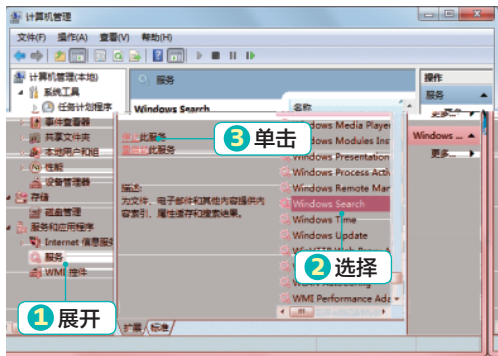 计算机管理
文件(F) 操作(A) 查看(V) 帮助(H)
计算机管理(本地)
系统工具
任务计划程序
事件查看器
共享文件夹
本地用户和组
性能
设备管理器
存储
磁盘管理
服务和应用程序
Internet 信息服务
服务
WMI 控件
1 展开
服务
Windows Search
停止此服务
重启动此服务
3 单击
描述:
为文件、电子邮件和其他内容提供内
容索引、属性缓存和搜索结果。
名称
Windows Media Player
Windows Modules Ins
Windows Presentation
Windows Process Activ
Windows Remote Mar
Windows Search
Windows Time
Windows Update
2 选择
WMI Performance Ada
扩展 标准
操作
服务
更多...
Windows ...
更多...